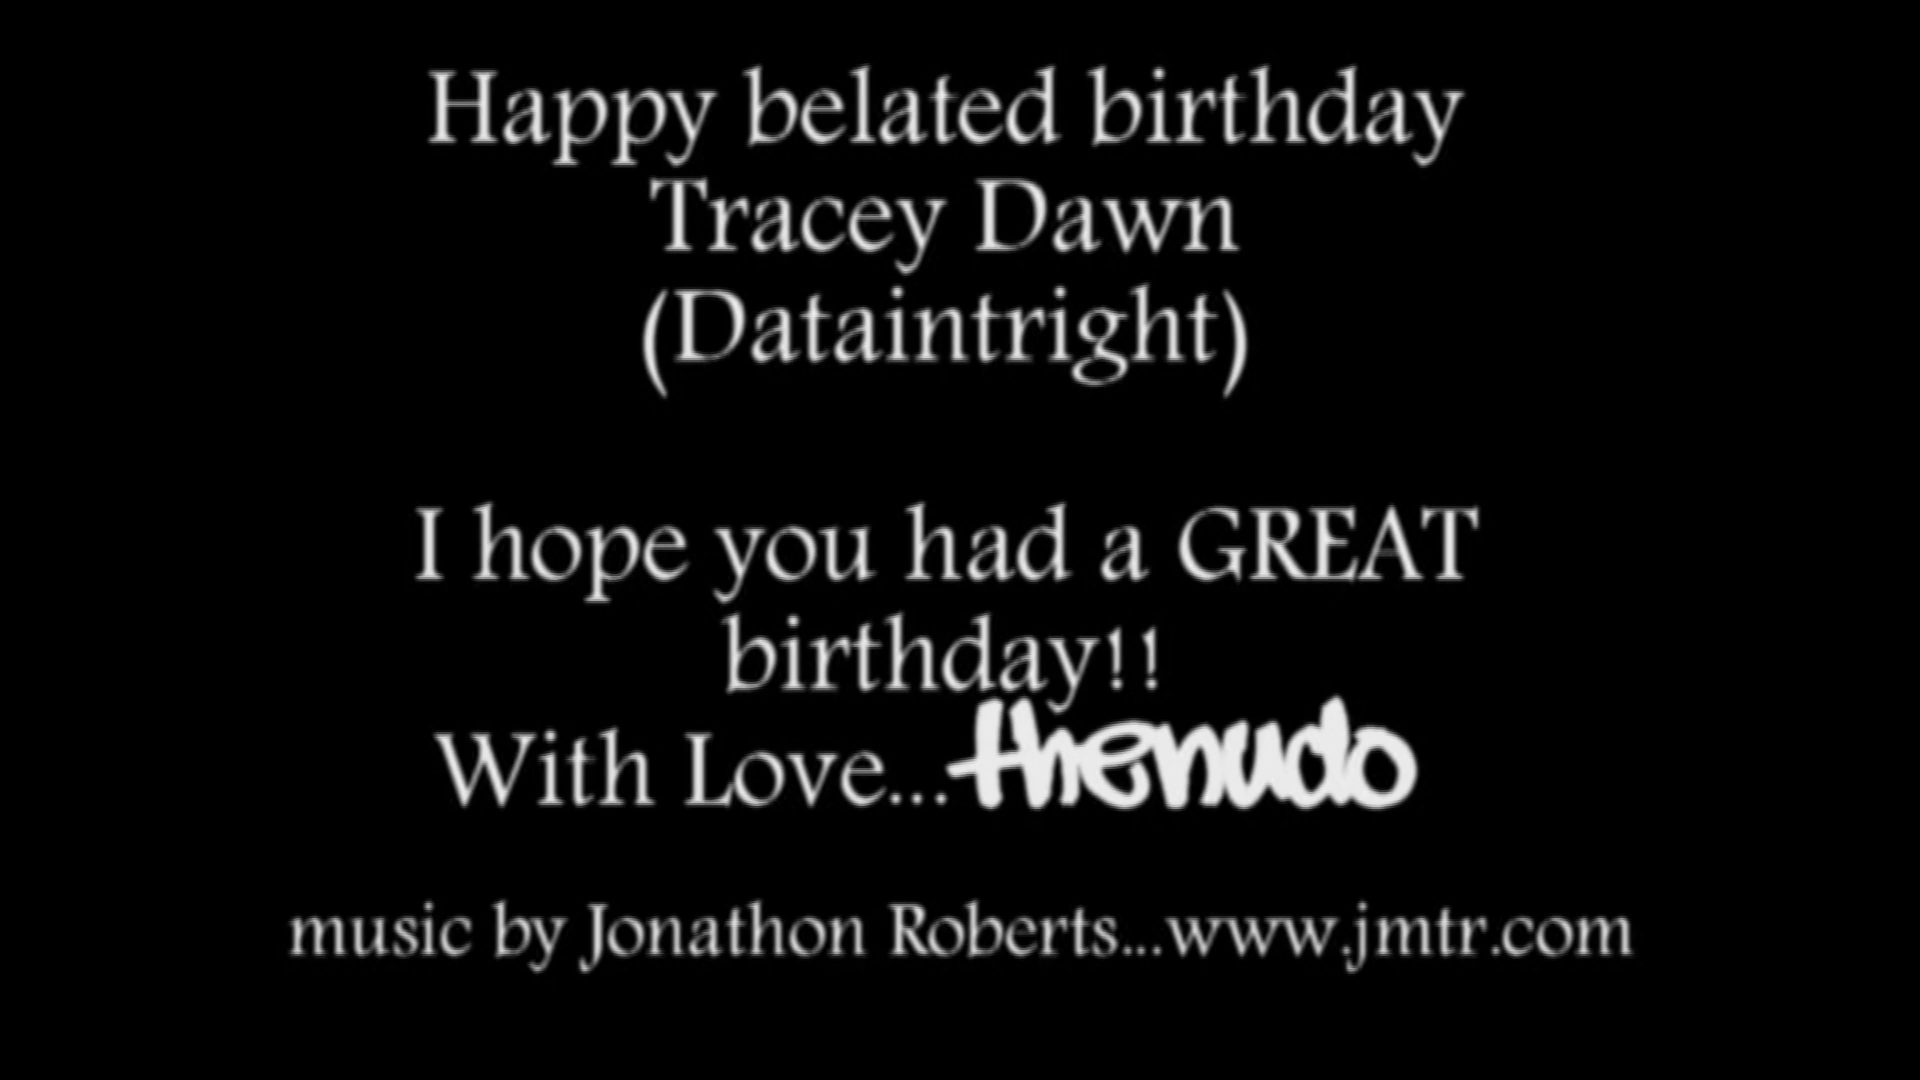 Happy belated birthday
Tracey Dawn
(Dataintright)
I hope you had a GREAT
birthday!!
With Love...thenudo
music by Jonathon Roberts...www.jmtr.com